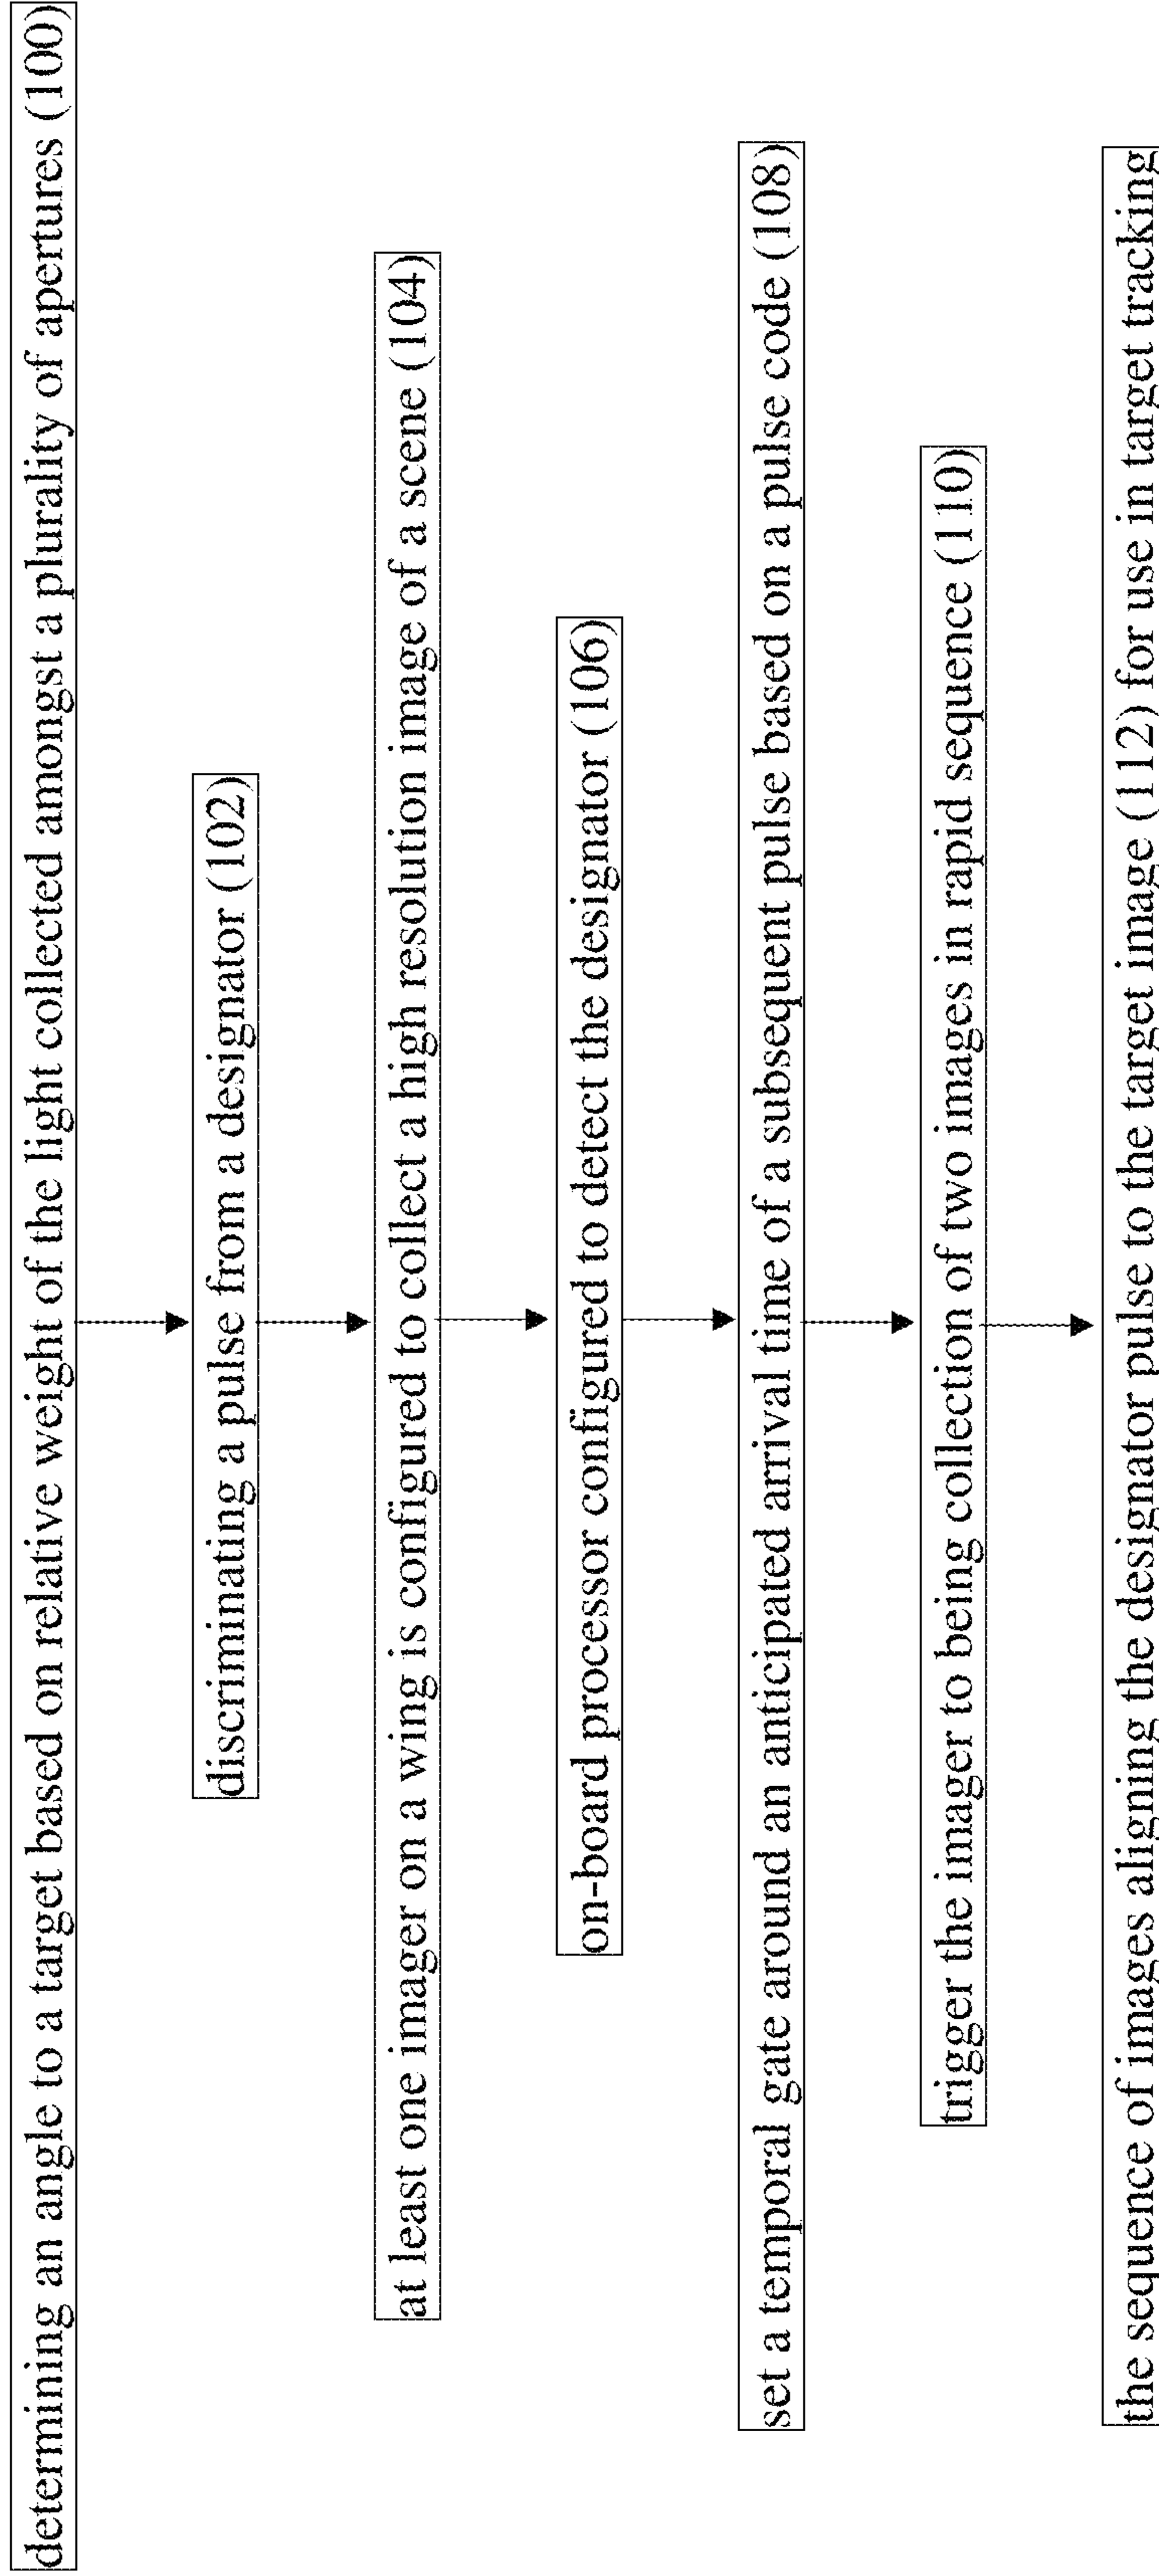 determining an angle to a target based on relative weight of the light collected amongst a plurality of apertures (100)
discriminating a pulse from a designator (102)
at least one imager on a wing is configured to collect a high resolution image of a scene (104)
on-board processor configured to detect the designator (106)
set a temporal gate around an anticipated arrival time of a subsequent pulse based on a pulse code (108)
trigger the imager to being collection of two images in rapid sequence (110)
the sequence of images aligning the designator pulse to the target image (112) for use in target tracking